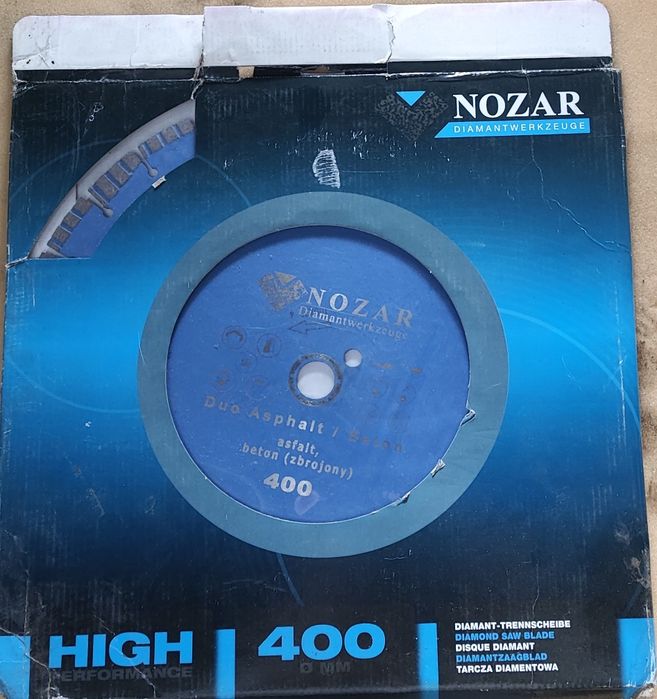 NOZAR
DIAMANTWERKZEUGE
NOZAR
Diamantwerkzeuge
Duo Asphalt / Beton
asfalt,
beton (zbrojony)
400
HIGH
PERFORMANCE
400
Ø MM
DIAMANT-TRENNSCHEIBE
DIAMOND SAW BLADE
DISQUE DIAMANT
DIAMANTZAAGBLAD
TARCZA DIAMENTOWA